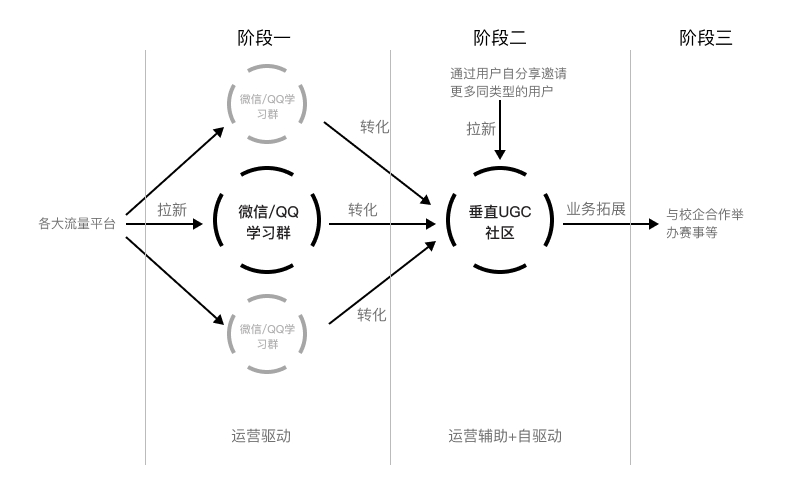 阶段一
阶段二
阶段三
微信/QQ学
习群
通过用户自分享邀请
更多同类型的用户
转化
拉新
各大流量平台
拉新
微信/QQ
学习群
转化
垂直UGC
社区
业务拓展
与校企合作举
办赛事等
微信/QQ学
习群
转化
运营驱动
运营辅助+自驱动